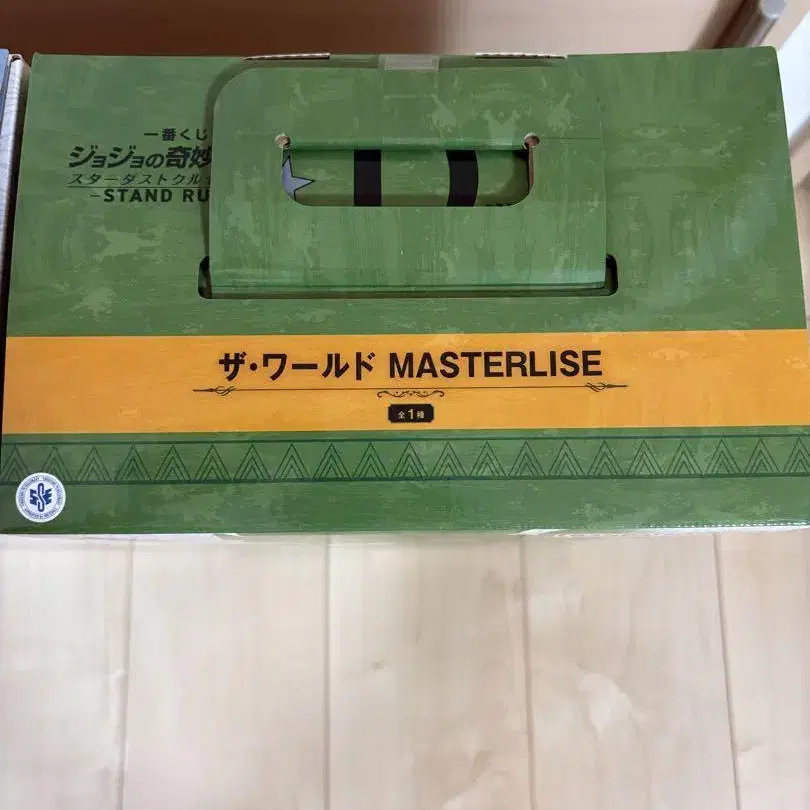 一番くじ
ジョジョの奇妙
スターダストクル
-STAND RU
ザ・ワールド MASTERLISE
全1種